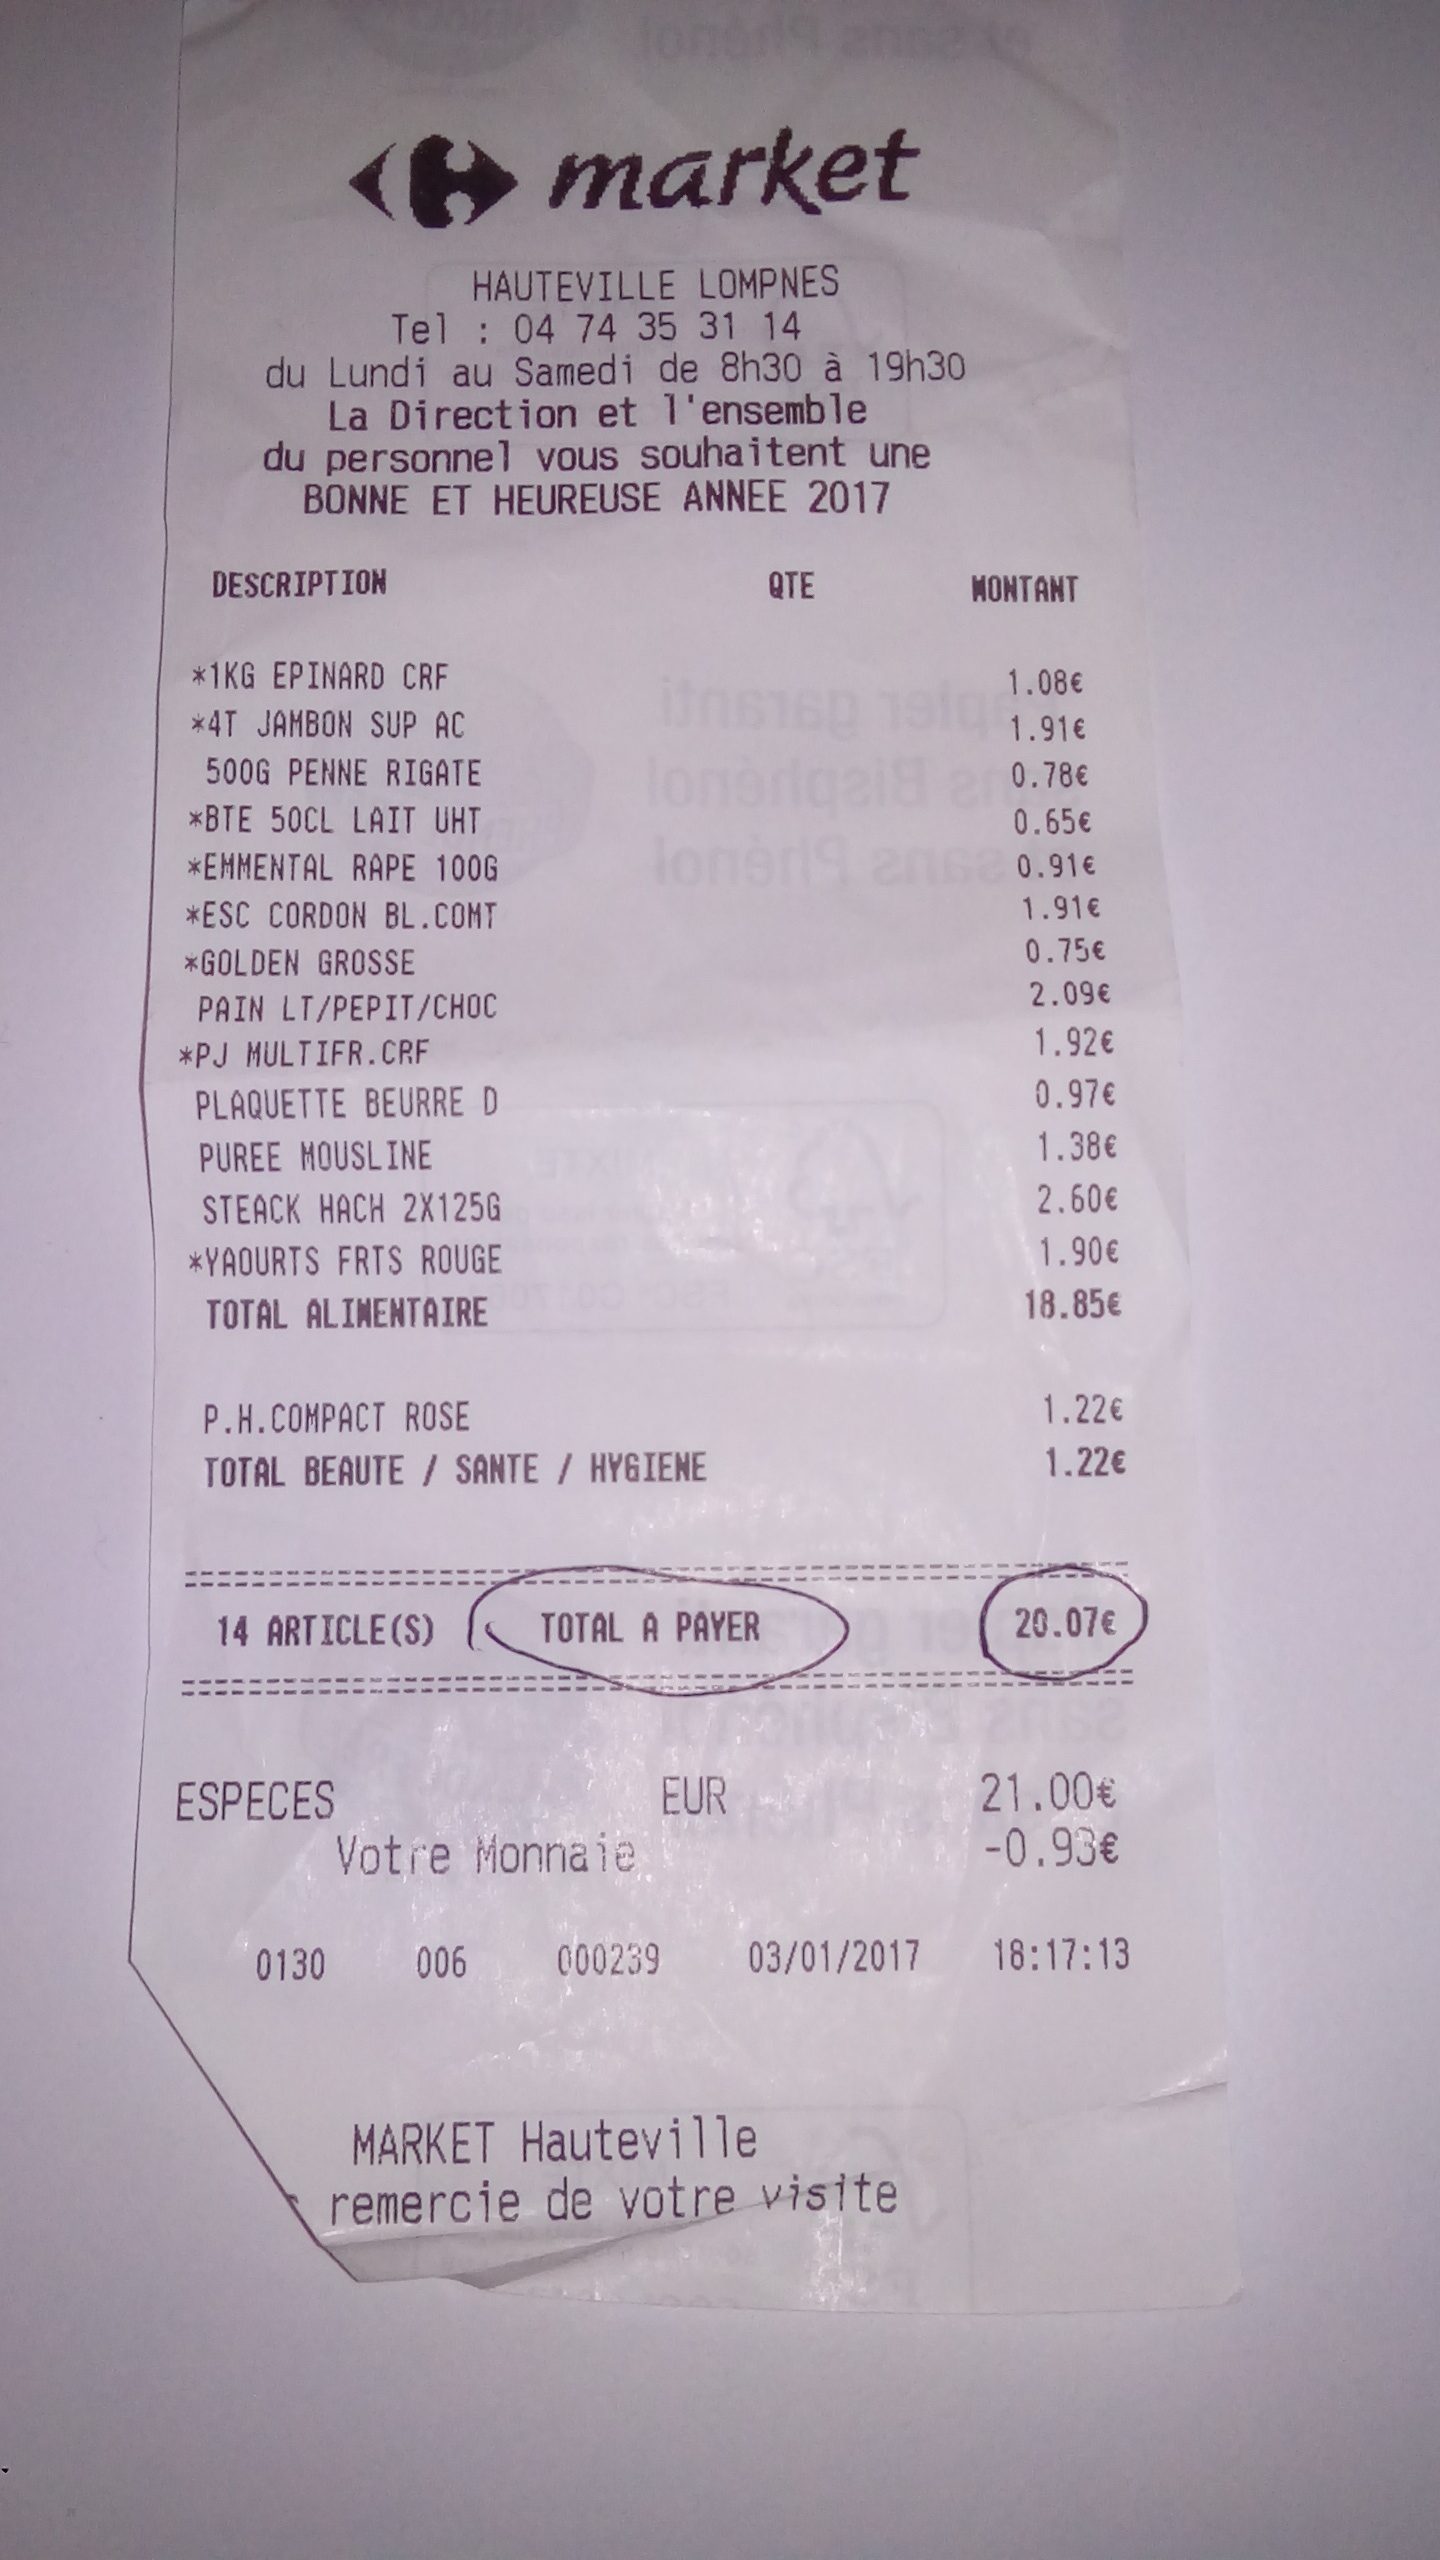 market
HAUTEVILLE LOMPNES
Tel : 04 74 35 31 14
du Lundi au Samedi de 8h30 à 19h30
La Direction et l'ensemble
du personnel vous souhaitent une
BONNE ET HEUREUSE ANNEE 2017
DESCRIPTION QTE MONTANT
*1KG EPINARD CRF 1.08€
*4T JAMBON SUP AC 1.91€
500G PENNE RIGATE 0.78€
*BTE 50CL LAIT UHT 0.65€
*EMMENTAL RAPE 100G 0.91€
*ESC CORDON BL.COMT 1.91€
*GOLDEN GROSSE 0.75€
PAIN LT/PEPIT/CHOC 2.09€
*PJ MULTIFR.CRF 1.92€
PLAQUETTE BEURRE D 0.97€
PUREE MOUSLINE 1.38€
STEACK HACH 2X125G 2.60€
*YAOURTS FRTS ROUGE 1.90€
TOTAL ALIMENTAIRE 18.85€
P.H.COMPACT ROSE 1.22€
TOTAL BEAUTE / SANTE / HYGIENE 1.22€
14 ARTICLE(S) TOTAL A PAYER 20.07€
ESPECES EUR 21.00€
Votre Monnaie -0.93€
0130 006 000239 03/01/2017 18:17:13
MARKET Hauteville
remercie de votre visite